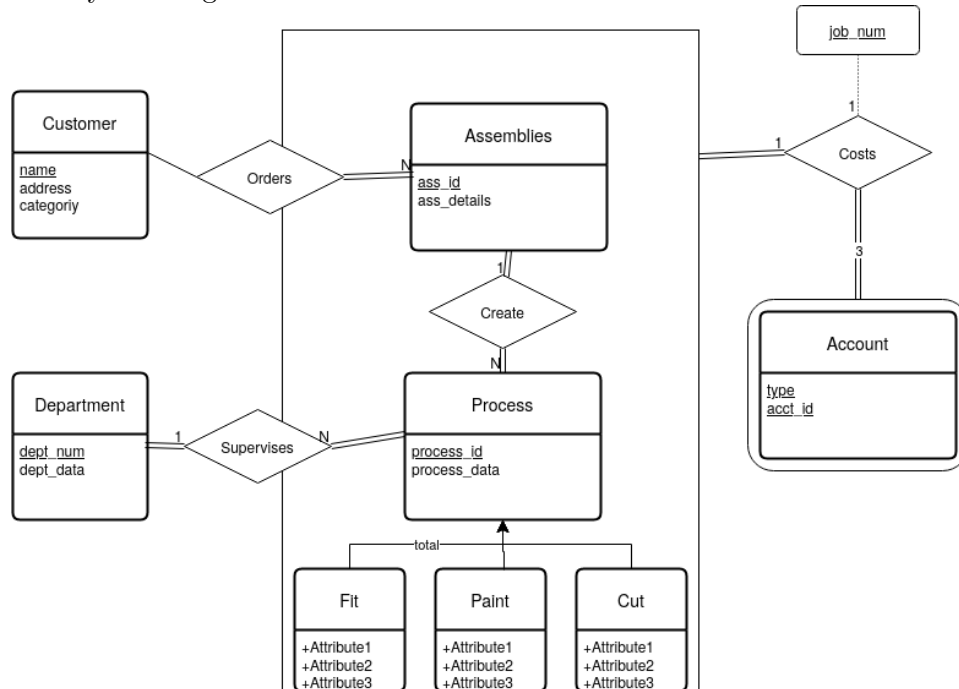 job_num
Customer
name
address
categoriy
Orders
N
Assemblies
ass_id
ass_details
1
1
Costs
3
Account
type
acct_id
1
Create
N
Department
dept_num
dept_data
1
Supervises
N
Process
process_id
process_data
total
Fit
+Attribute1
+Attribute2
+Attribute3
Paint
+Attribute1
+Attribute2
+Attribute3
Cut
+Attribute1
+Attribute2
+Attribute3